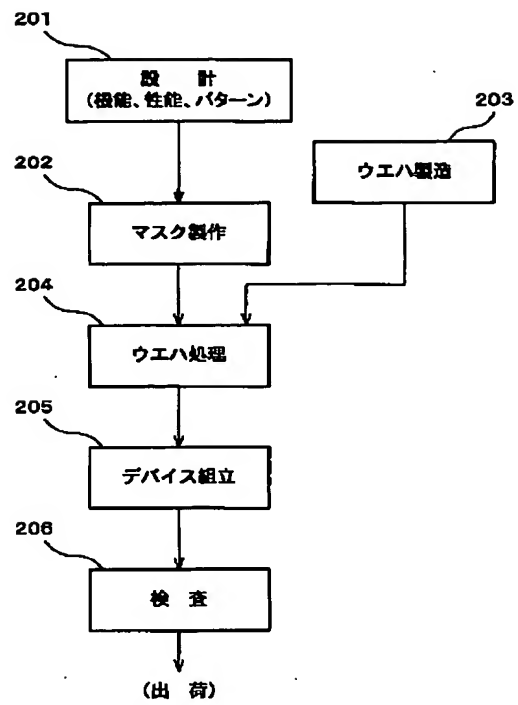 201
設 計
(機能、性能、パターン)
203
ウエハ製造
202
マスク製作
204
ウエハ処理
205
デバイス組立
206
検 査
(出 荷)